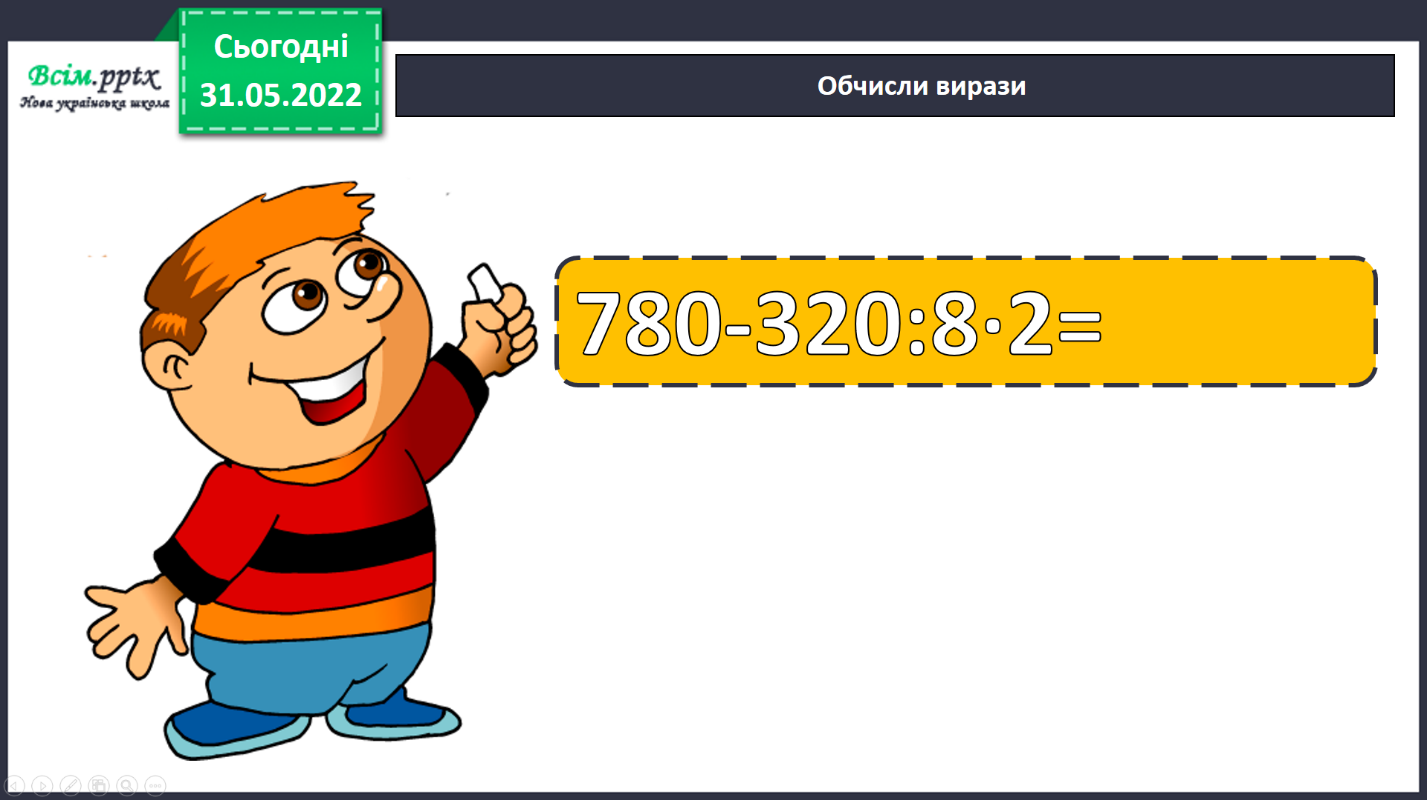 Сьогодні
31.05.2022
Всім.pptx
Нова українська школа
Обчисли вирази
780-320:8·2=